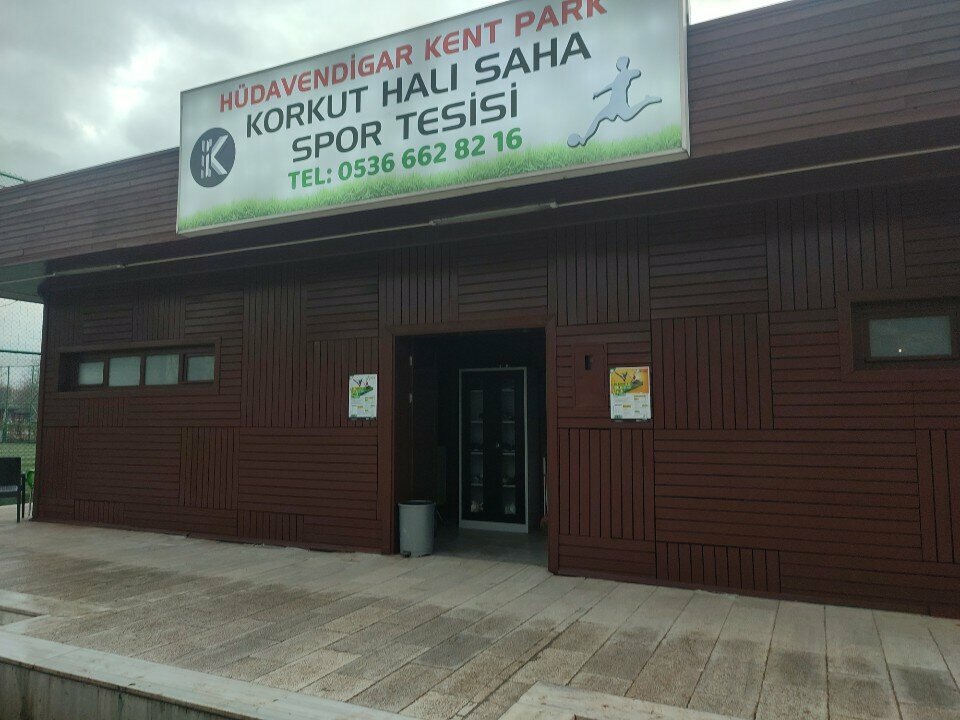 HÜDAVENDİGAR KENT PARK
KORKUT HALI SAHA
SPOR TESİSİ
TEL: 0536 662 82 16
K